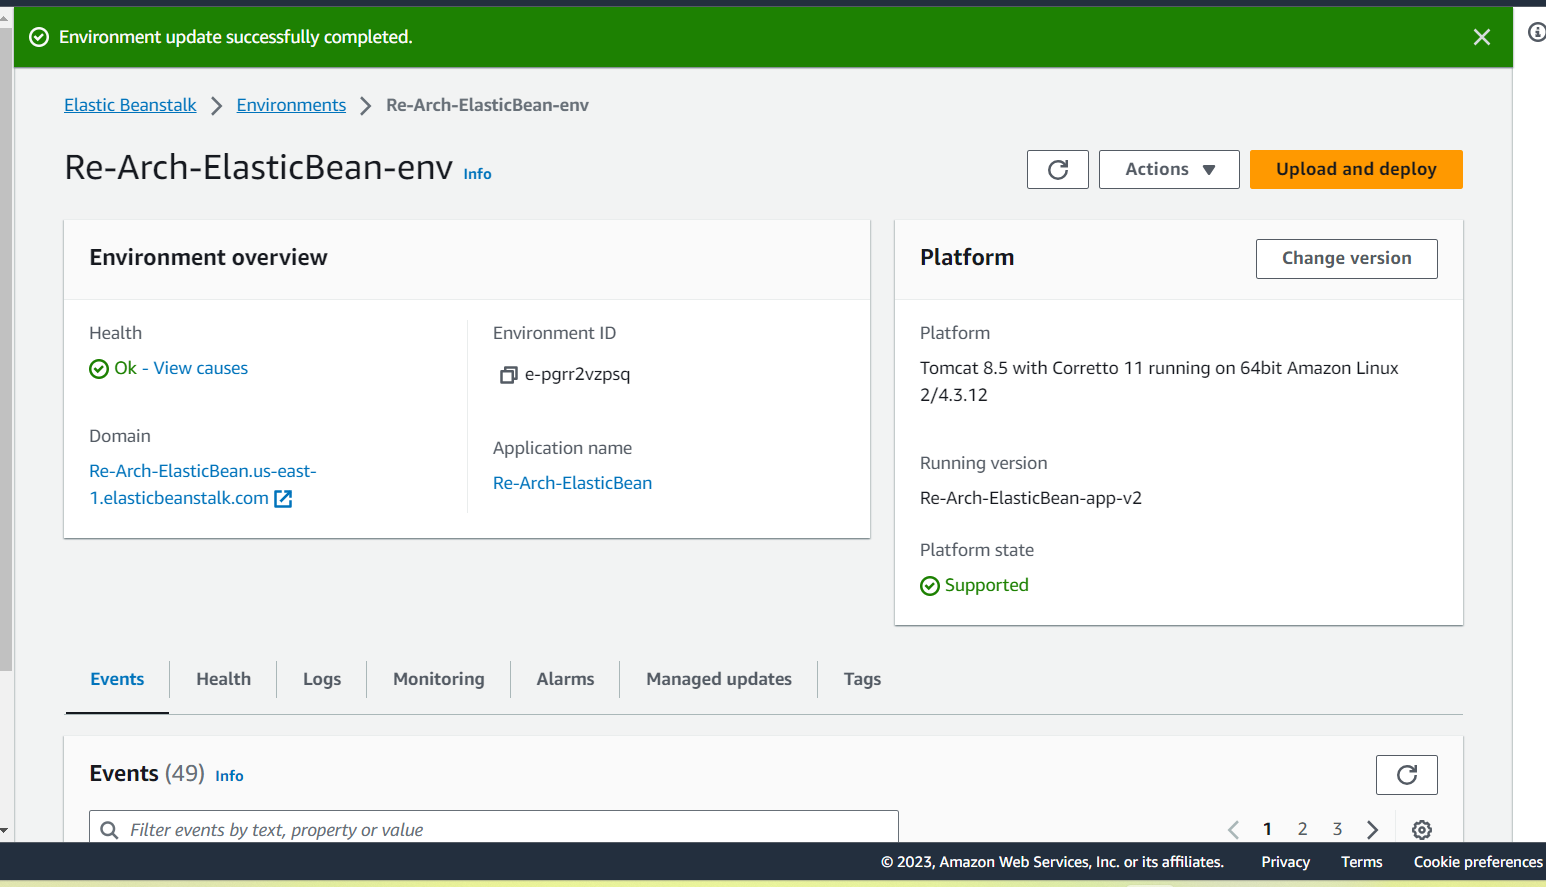 Environment update successfully completed.
Elastic Beanstalk > Environments > Re-Arch-ElasticBean-env
Re-Arch-ElasticBean-env Info
Actions
Upload and deploy
Environment overview
Health
Ok - View causes
Domain
Re-Arch-ElasticBean.us-east-
1.elasticbeanstalk.com
Environment ID
e-pgrr2vzpsq
Application name
Re-Arch-ElasticBean
Platform
Change version
Platform
Tomcat 8.5 with Corretto 11 running on 64bit Amazon Linux
2/4.3.12
Running version
Re-Arch-ElasticBean-app-v2
Platform state
Supported
Events
Health
Logs
Monitoring
Alarms
Managed updates
Tags
Events (49) Info
Filter events by text, property or value
1 2 3
© 2023, Amazon Web Services, Inc. or its affiliates. Privacy Terms Cookie preferences